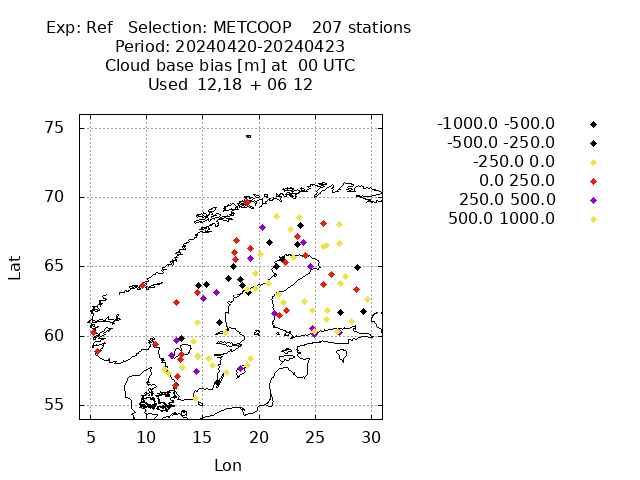 Exp: Ref Selection: METCOOP 207 stations
Period: 20240420-20240423
Cloud base bias [m] at 00 UTC
Used 12,18 + 06 12
-1000.0 -500.0
-500.0 -250.0
-250.0 0.0
0.0 250.0
250.0 500.0
500.0 1000.0
75
70
65
60
55
Lat
5 10 15 20 25 30
Lon